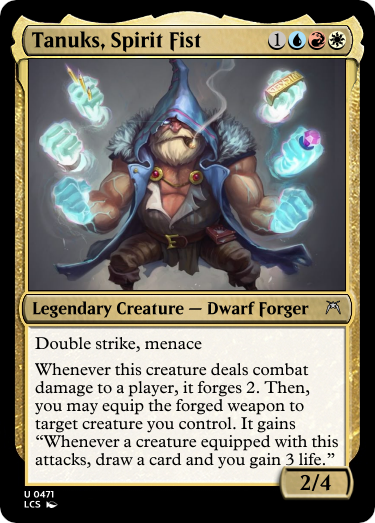 Tanuks, Spirit Fist 1
Legendary Creature — Dwarf Forger
Double strike, menace
Whenever this creature deals combat
damage to a player, it forges 2. Then,
you may equip the forged weapon to
target creature you control. It gains
“Whenever a creature equipped with this
attacks, draw a card and you gain 3 life.”
2/4
U 0471
LCS